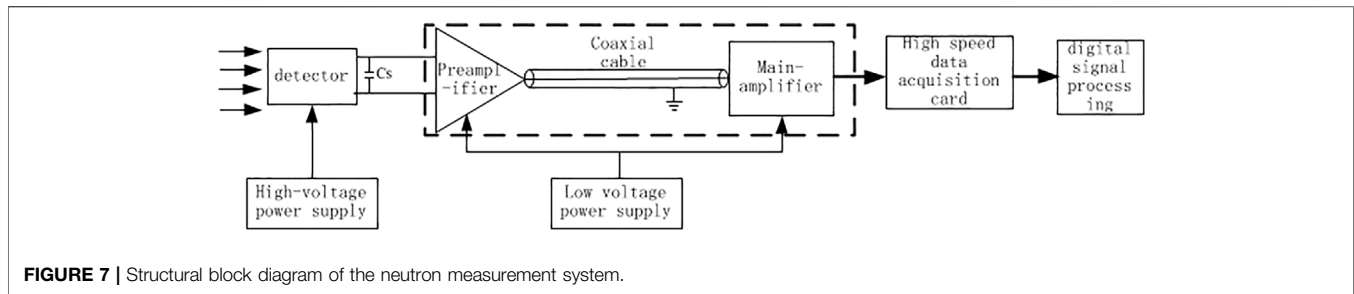 detector
Cs
Preampl
-ifier
Coaxial
cable
Main-
amplifier
High speed
data
acquisition
card
digital
signal
process
ing
High-voltage
power supply
Low voltage
power supply
FIGURE 7 | Structural block diagram of the neutron measurement system.